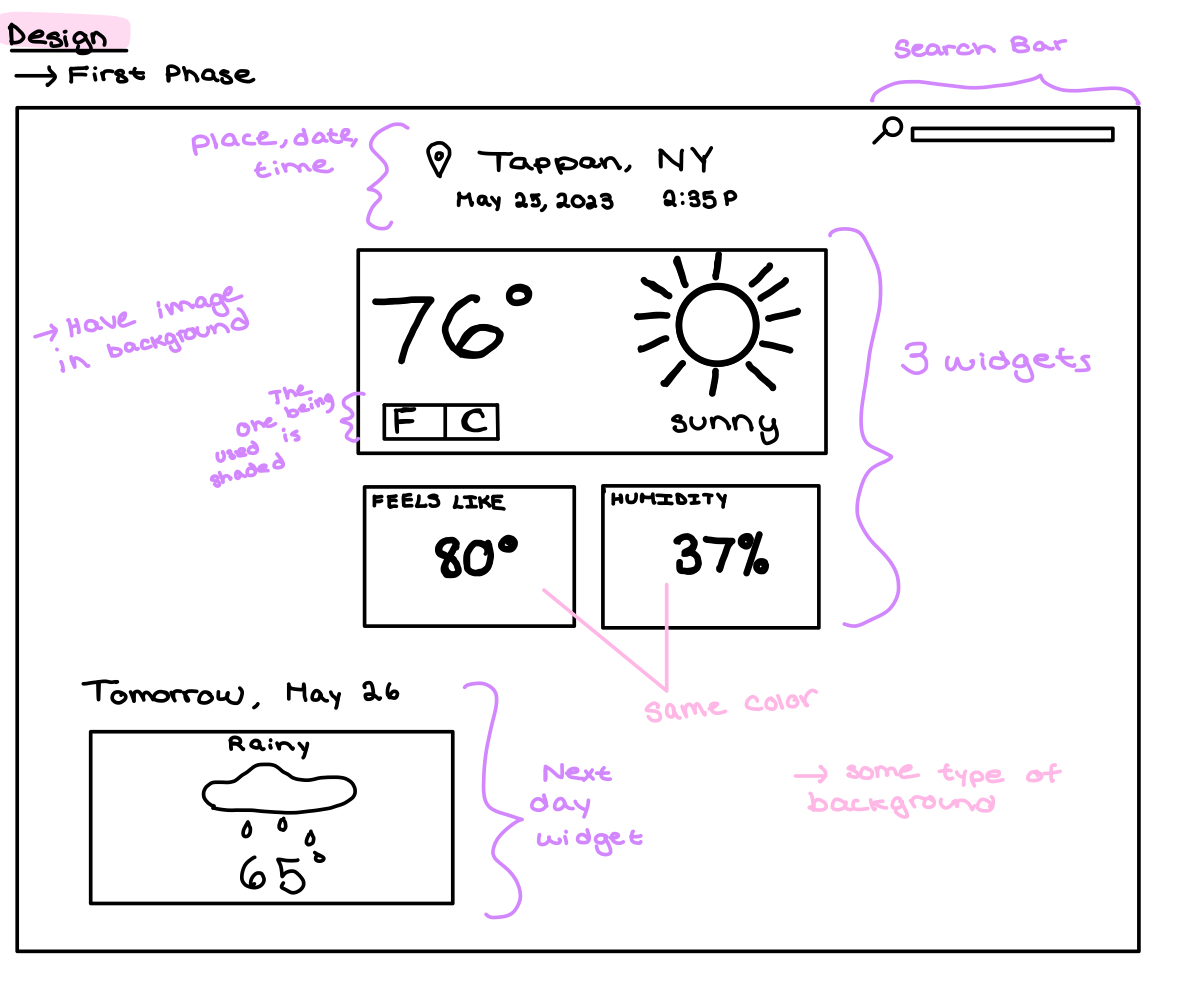 Design
→ First Phase
Search Bar
place, date,
time
Tappan, NY
May 25, 2023 2:35 P
76°
F C
sunny
→ Have image
in background
The
one being
used is
shaded
3 widgets
FEELS LIKE
80°
HUMIDITY
37%
same color
Tomorrow, May 26
Rainy
65°
Next
day
widget
→ some type of
background